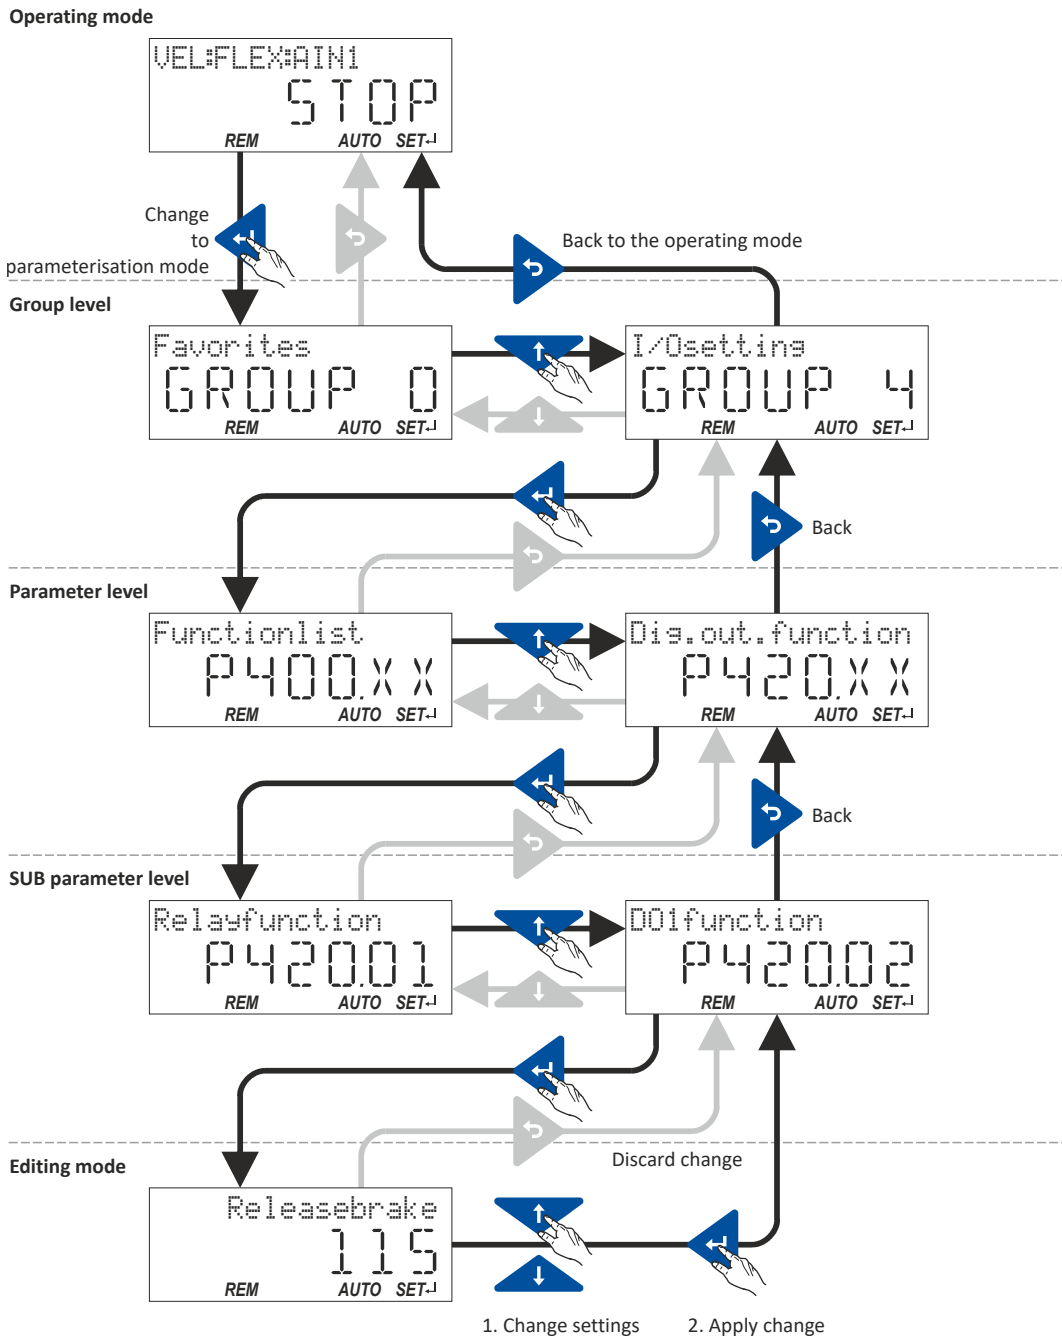 Operating mode
VEL:FLEX:AIN1
STOP
REM AUTO SET↵
Change
to
parameterisation mode
Back to the operating mode
Group level
Favorites
GROUP 0
REM AUTO SET↵
I/Osetting
GROUP 4
REM AUTO SET↵
Back
Parameter level
Functionlist
P400.XX
REM AUTO SET↵
Dig.out.function
P420.XX
REM AUTO SET↵
Back
SUB parameter level
Relayfunction
P420.01
REM AUTO SET↵
DO1function
P420.02
REM AUTO SET↵
Discard change
Editing mode
Releasebrake
115
REM AUTO SET↵
1. Change settings
2. Apply change